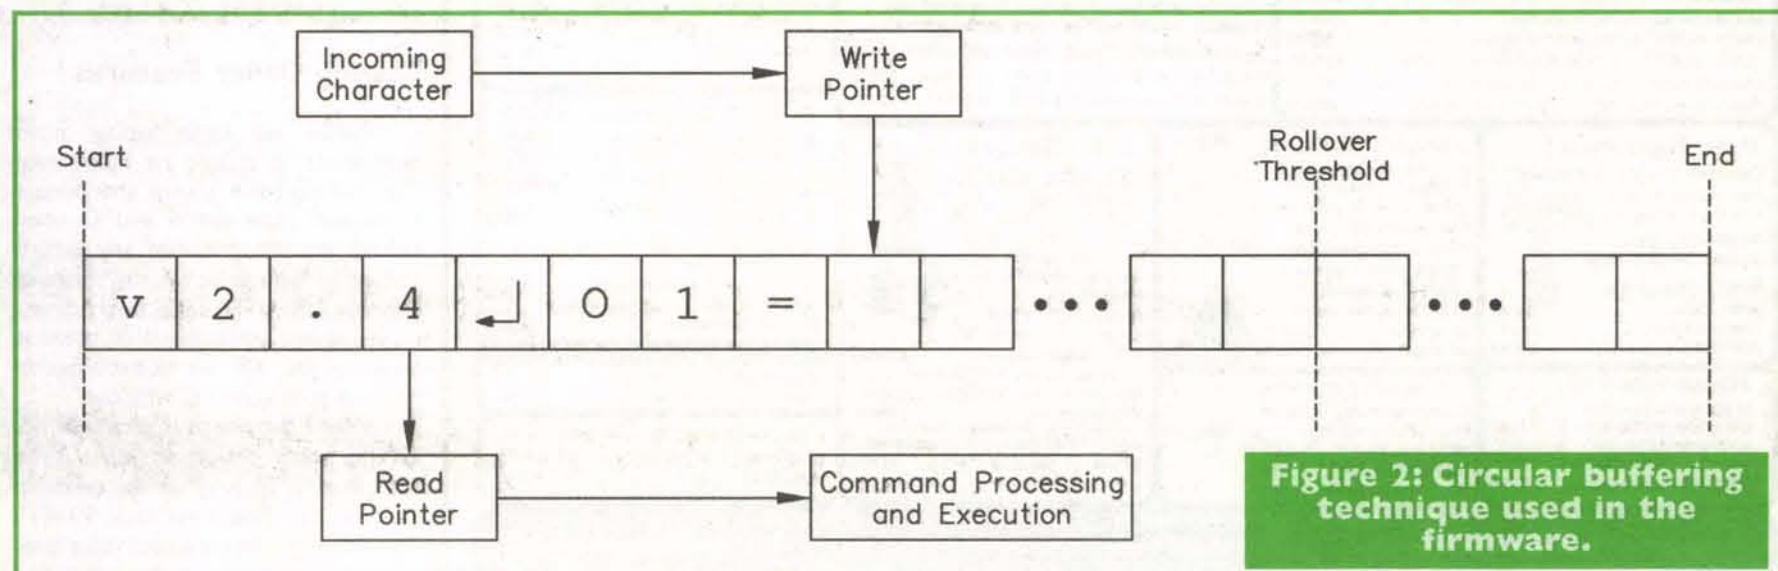 Incoming
Character
Write
Pointer
Start
Rollover
Threshold
End
v 2 . 4 ↵ 0 1 =
Read
Pointer
Command Processing
and Execution
Figure 2: Circular buffering
technique used in the
firmware.